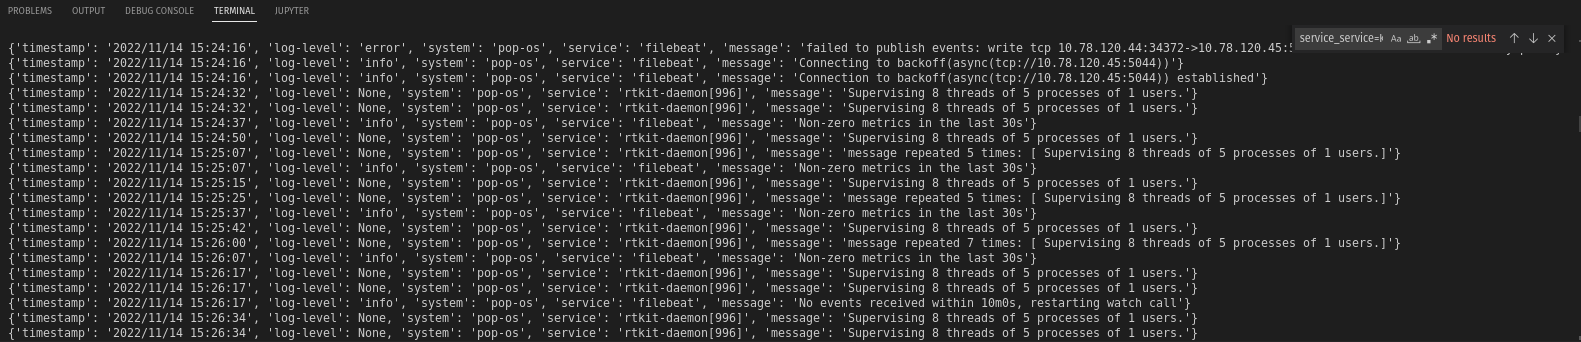 PROBLEMS OUTPUT DEBUG CONSOLE TERMINAL JUPYTER
service_service= Aa ab .* No results
{'timestamp': '2022/11/14 15:24:16', 'log-level': 'error', 'system': 'pop-os', 'service': 'filebeat', 'message': 'failed to publish events: write tcp 10.78.120.44:34372->10.78.120.45:
{'timestamp': '2022/11/14 15:24:16', 'log-level': 'info', 'system': 'pop-os', 'service': 'filebeat', 'message': 'Connecting to backoff(async(tcp://10.78.120.45:5044))'}
{'timestamp': '2022/11/14 15:24:16', 'log-level': 'info', 'system': 'pop-os', 'service': 'filebeat', 'message': 'Connection to backoff(async(tcp://10.78.120.45:5044)) established'}
{'timestamp': '2022/11/14 15:24:32', 'log-level': None, 'system': 'pop-os', 'service': 'rtkit-daemon[996]', 'message': 'Supervising 8 threads of 5 processes of 1 users.'}
{'timestamp': '2022/11/14 15:24:32', 'log-level': None, 'system': 'pop-os', 'service': 'rtkit-daemon[996]', 'message': 'Supervising 8 threads of 5 processes of 1 users.'}
{'timestamp': '2022/11/14 15:24:37', 'log-level': 'info', 'system': 'pop-os', 'service': 'filebeat', 'message': 'Non-zero metrics in the last 30s'}
{'timestamp': '2022/11/14 15:24:50', 'log-level': None, 'system': 'pop-os', 'service': 'rtkit-daemon[996]', 'message': 'Supervising 8 threads of 5 processes of 1 users.'}
{'timestamp': '2022/11/14 15:25:07', 'log-level': None, 'system': 'pop-os', 'service': 'rtkit-daemon[996]', 'message': 'message repeated 5 times: [ Supervising 8 threads of 5 processes of 1 users.]'}
{'timestamp': '2022/11/14 15:25:07', 'log-level': 'info', 'system': 'pop-os', 'service': 'filebeat', 'message': 'Non-zero metrics in the last 30s'}
{'timestamp': '2022/11/14 15:25:15', 'log-level': None, 'system': 'pop-os', 'service': 'rtkit-daemon[996]', 'message': 'Supervising 8 threads of 5 processes of 1 users.'}
{'timestamp': '2022/11/14 15:25:25', 'log-level': None, 'system': 'pop-os', 'service': 'rtkit-daemon[996]', 'message': 'message repeated 5 times: [ Supervising 8 threads of 5 processes of 1 users.]'}
{'timestamp': '2022/11/14 15:25:37', 'log-level': 'info', 'system': 'pop-os', 'service': 'filebeat', 'message': 'Non-zero metrics in the last 30s'}
{'timestamp': '2022/11/14 15:25:42', 'log-level': None, 'system': 'pop-os', 'service': 'rtkit-daemon[996]', 'message': 'Supervising 8 threads of 5 processes of 1 users.'}
{'timestamp': '2022/11/14 15:26:00', 'log-level': None, 'system': 'pop-os', 'service': 'rtkit-daemon[996]', 'message': 'message repeated 7 times: [ Supervising 8 threads of 5 processes of 1 users.]'}
{'timestamp': '2022/11/14 15:26:07', 'log-level': 'info', 'system': 'pop-os', 'service': 'filebeat', 'message': 'Non-zero metrics in the last 30s'}
{'timestamp': '2022/11/14 15:26:17', 'log-level': None, 'system': 'pop-os', 'service': 'rtkit-daemon[996]', 'message': 'Supervising 8 threads of 5 processes of 1 users.'}
{'timestamp': '2022/11/14 15:26:17', 'log-level': None, 'system': 'pop-os', 'service': 'rtkit-daemon[996]', 'message': 'Supervising 8 threads of 5 processes of 1 users.'}
{'timestamp': '2022/11/14 15:26:17', 'log-level': 'info', 'system': 'pop-os', 'service': 'filebeat', 'message': 'No events received within 10m0s, restarting watch call'}
{'timestamp': '2022/11/14 15:26:34', 'log-level': None, 'system': 'pop-os', 'service': 'rtkit-daemon[996]', 'message': 'Supervising 8 threads of 5 processes of 1 users.'}
{'timestamp': '2022/11/14 15:26:34', 'log-level': None, 'system': 'pop-os', 'service': 'rtkit-daemon[996]', 'message': 'Supervising 8 threads of 5 processes of 1 users.'}